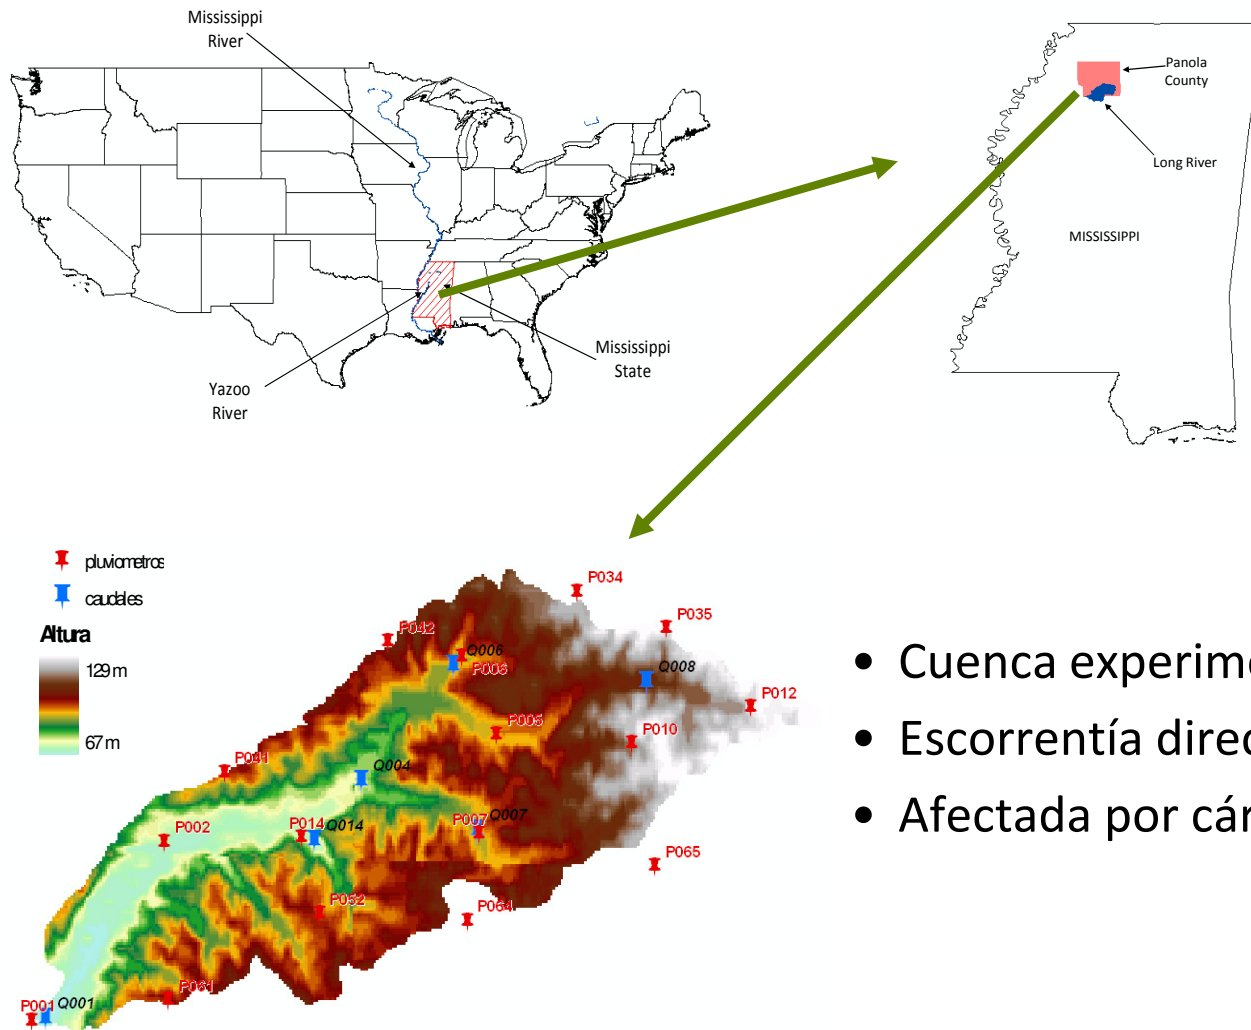 Mississippi
River
Panola
County
Long River
MISSISSIPPI
Mississippi
State
Yazoo
River
pluviometros
caudales
Altura
129 m
67 m
P034
P035
P042
Q006
P006
Q008
P012
P005
P010
P041
Q004
P002
P014
Q014
P007
Q007
P065
P052
P064
P061
P001
Q001
• Cuenca experim
• Escorrentía direc
• Afectada por cár